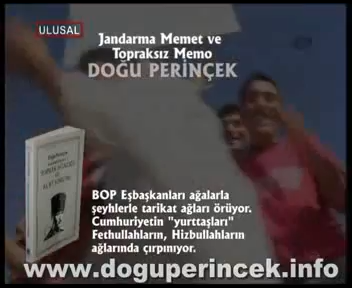 ULUSAL
Jandarma Memet ve
Topraksız Memo
DOĞU PERİNÇEK
BOP Eşbaşkanları ağalarla
şeyhlerle tarikat ağları örüyor.
Cumhuriyetin "yurttaşları"
Fethullahların, Hizbullahların
ağlarında çırpınıyor.
www.doguperincek.info